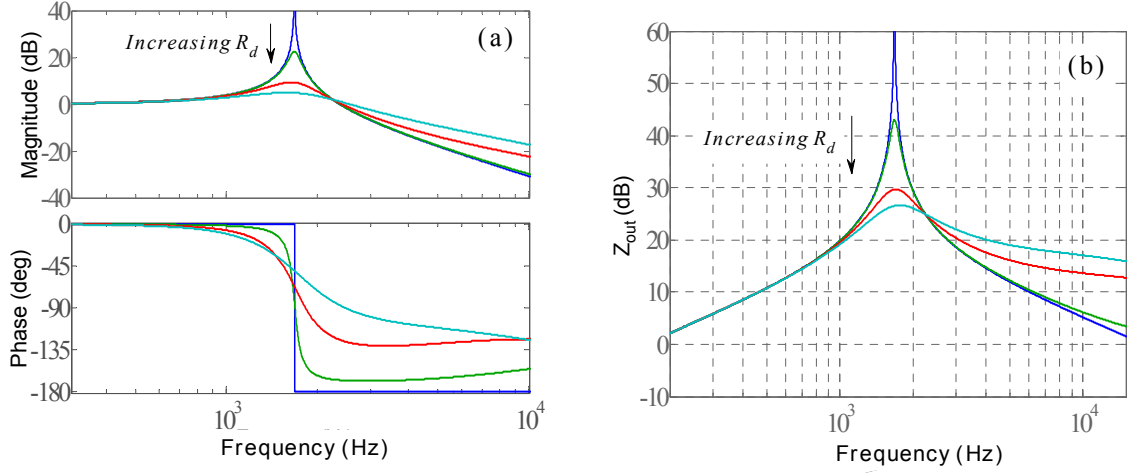 40
20
0
-20
40
Magnitude (dB)
Increasing R_d
(a)
0
-45
-90
-135
-180
Phase (deg)
10^3
10^4
Frequency (Hz)
60
50
40
30
20
10
0
-10
Z_out (dB)
Increasing R_d
(b)
10^3
10^4
Frequency (Hz)